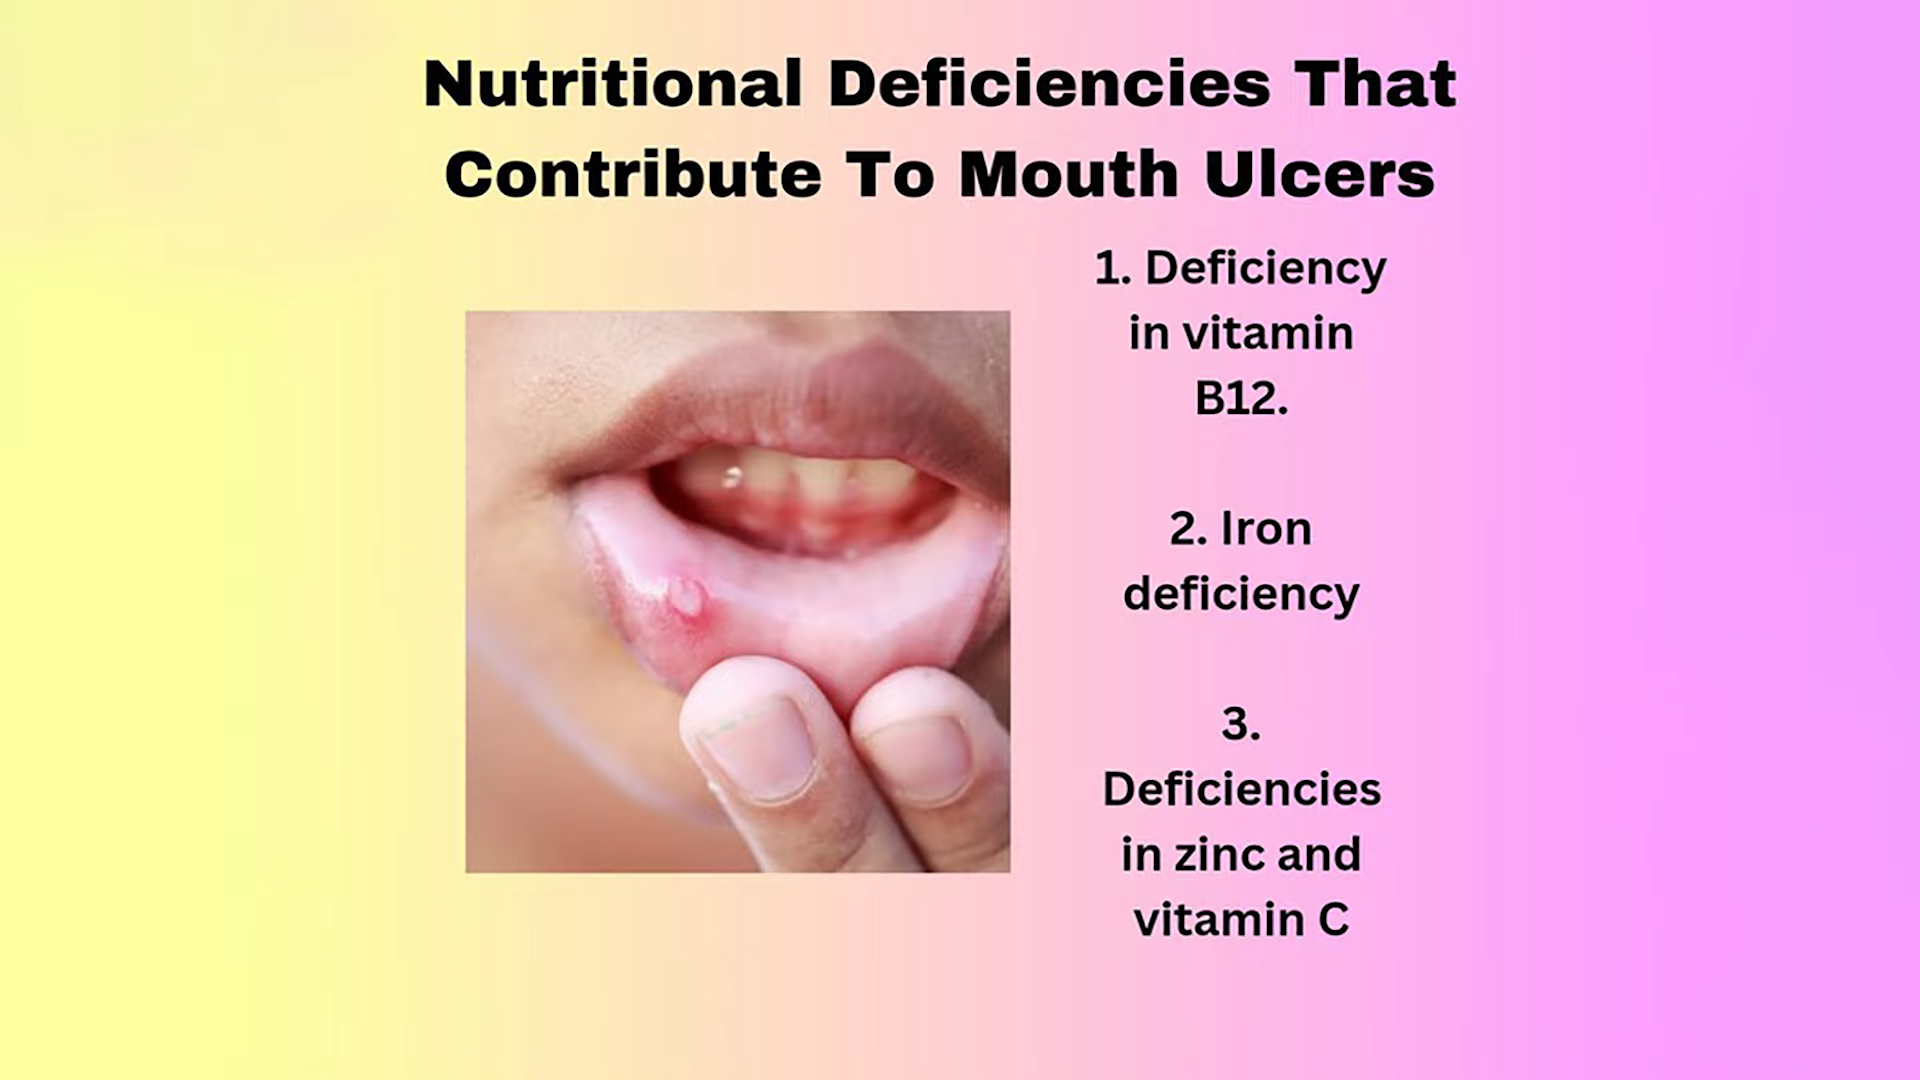 Nutritional Deficiencies That
Contribute To Mouth Ulcers
1. Deficiency
in vitamin
B12.
2. Iron
deficiency
3.
Deficiencies
in zinc and
vitamin C